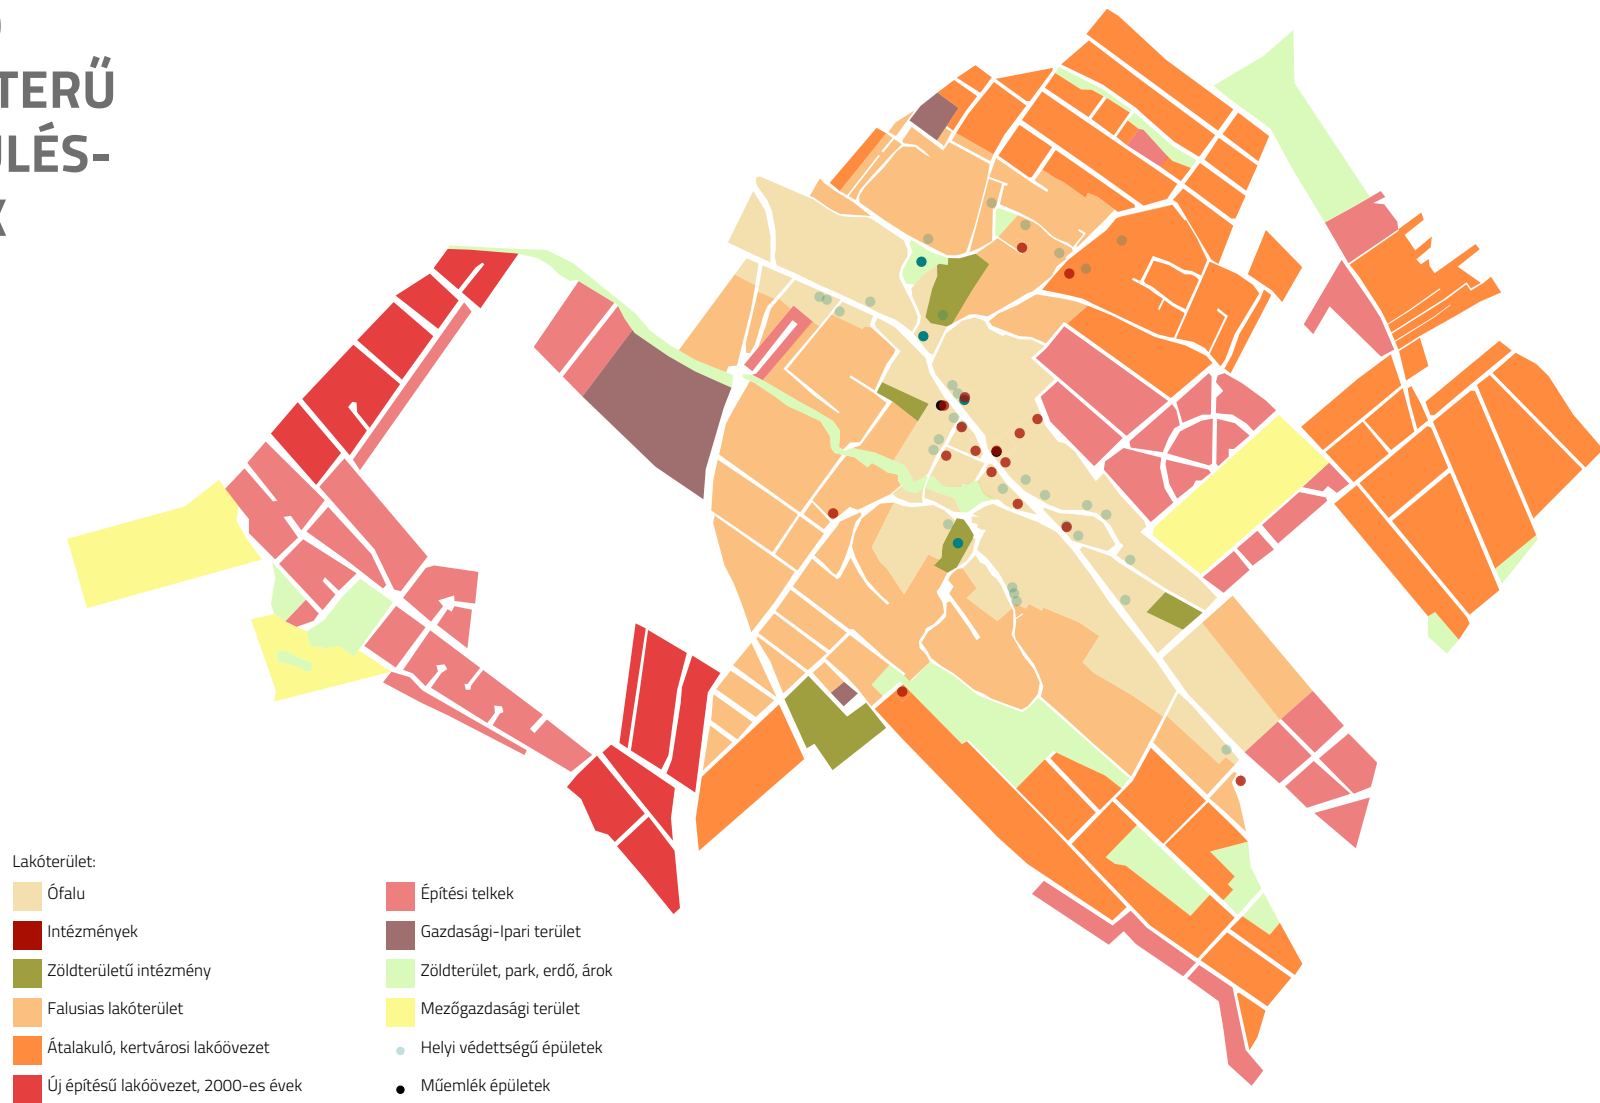 TERŰ
ÜLÉS-
Lakóterület:
Ófalu
Intézmények
Zöldterületű intézmény
Falusias lakóterület
Átalakuló, kertvárosi lakóövezet
Új építésű lakóövezet, 2000-es évek
Építési telkek
Gazdasági-Ipari terület
Zöldterület, park, erdő, árok
Mezőgazdasági terület
Helyi védettségű épületek
Műemlék épületek